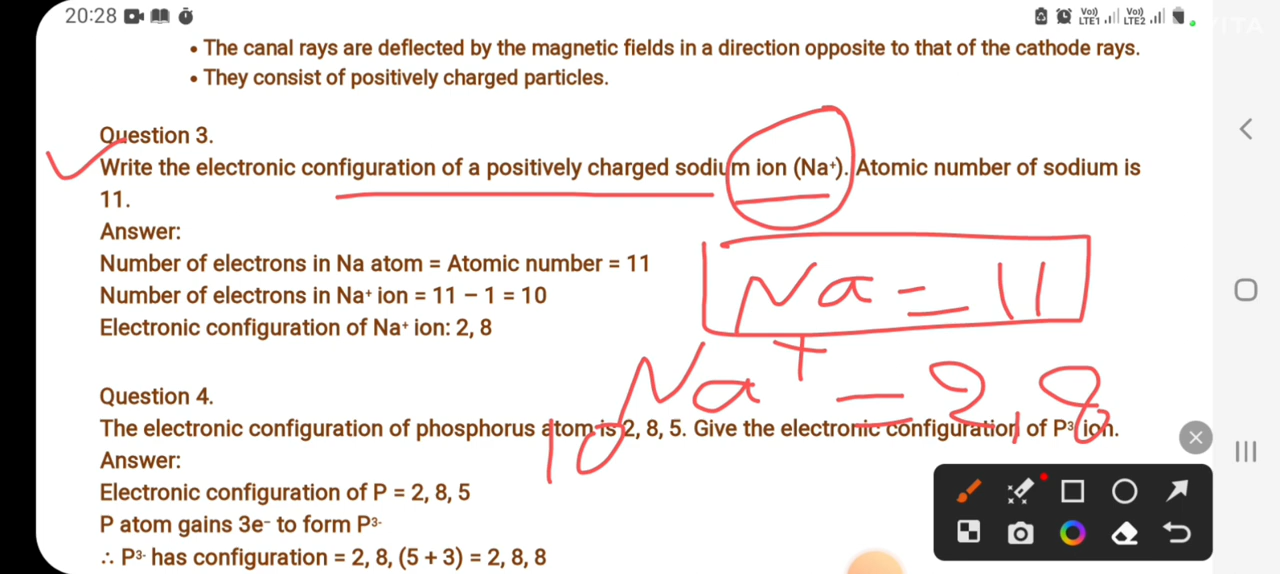 20:28
Vo) LTE1 Vo) LTE2
• The canal rays are deflected by the magnetic fields in a direction opposite to that of the cathode rays.
• They consist of positively charged particles.
Question 3.
Write the electronic configuration of a positively charged sodium ion (Na⁺). Atomic number of sodium is
11.
Answer:
Number of electrons in Na atom = Atomic number = 11
Number of electrons in Na⁺ ion = 11 – 1 = 10
Electronic configuration of Na⁺ ion: 2, 8
Na = 11
10Na⁺ = 2,8
Question 4.
The electronic configuration of phosphorus atom is 2, 8, 5. Give the electronic configuration of P³ ion.
Answer:
Electronic configuration of P = 2, 8, 5
P atom gains 3e⁻ to form P³⁻
∴ P³⁻ has configuration = 2, 8, (5 + 3) = 2, 8, 8